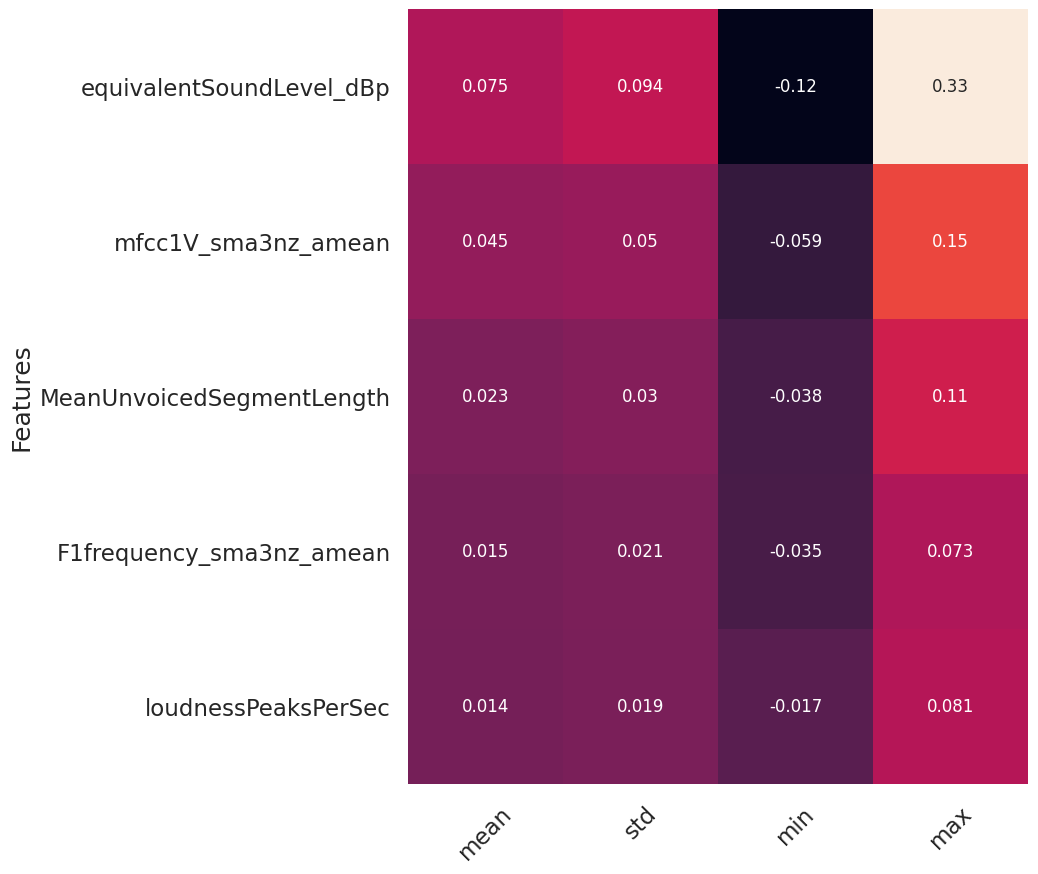 Features
equivalentSoundLevel_dBp 0.075 0.094 -0.12 0.33
mfcc1V_sma3nz_amean 0.045 0.05 -0.059 0.15
MeanUnvoicedSegmentLength 0.023 0.03 -0.038 0.11
F1frequency_sma3nz_amean 0.015 0.021 -0.035 0.073
loudnessPeaksPerSec 0.014 0.019 -0.017 0.081
mean std min max